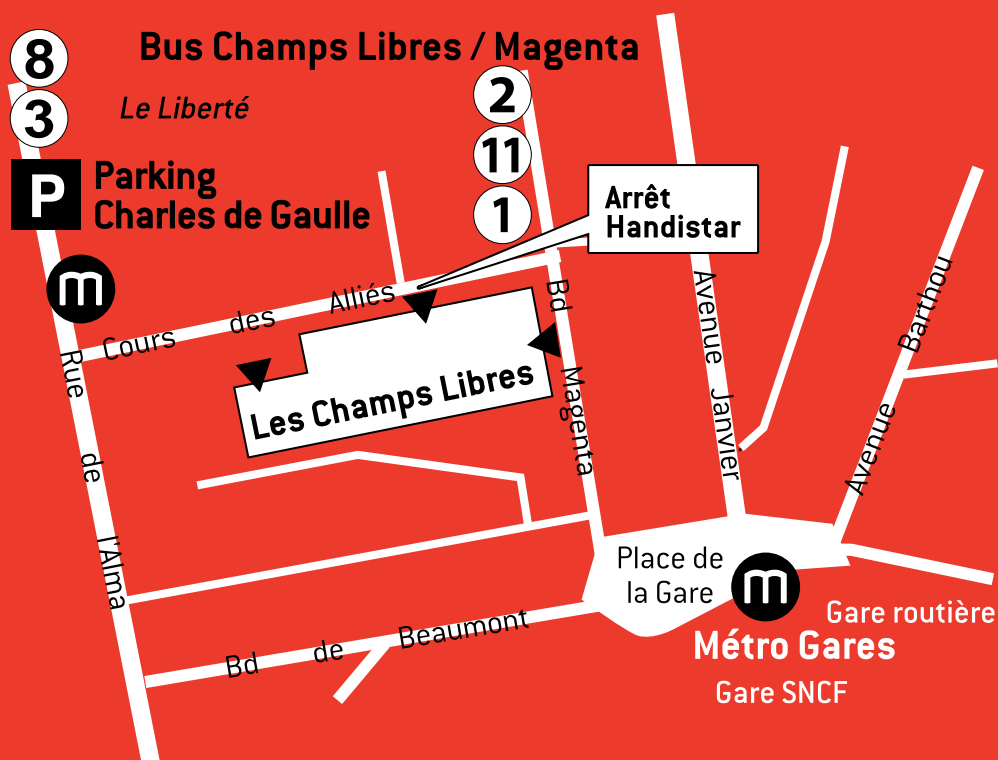 8
3
Bus Champs Libres / Magenta
Le Liberté
2
11
1
P
Parking
Charles de Gaulle
Arrêt
Handistar
m
Cours des Alliés
Rue de l'Alma
Bd Magenta
Avenue Janvier
Avenue Barthou
Les Champs Libres
Place de
la Gare
m
Gare routière
Métro Gares
Gare SNCF
Bd de Beaumont